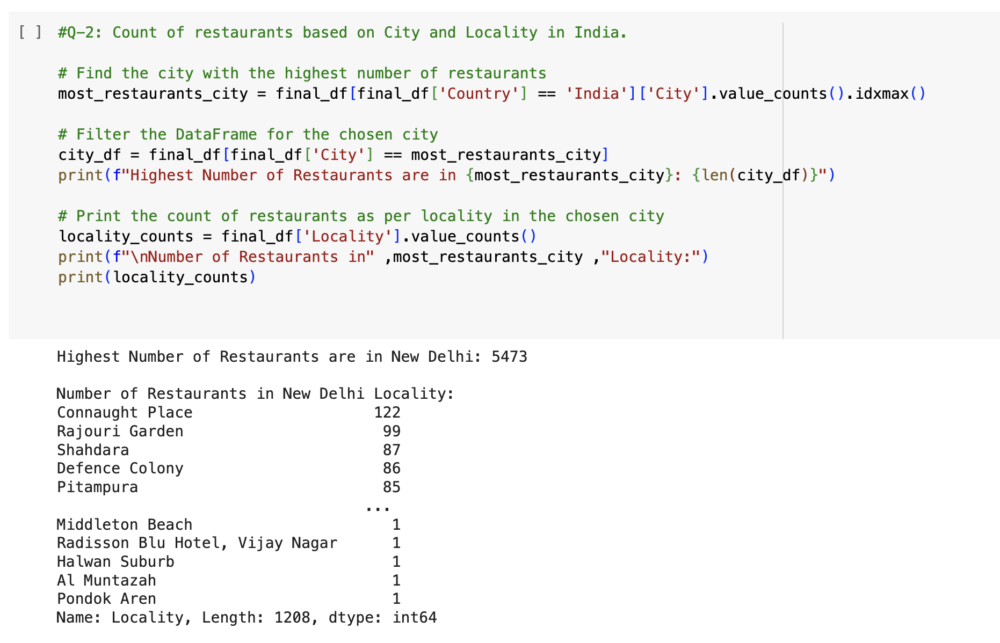 [ ] #Q-2: Count of restaurants based on City and Locality in India.
# Find the city with the highest number of restaurants
most_restaurants_city = final_df[final_df['Country'] == 'India']['City'].value_counts().idxmax()
# Filter the DataFrame for the chosen city
city_df = final_df[final_df['City'] == most_restaurants_city]
print(f"Highest Number of Restaurants are in {most_restaurants_city}: {len(city_df)}")
# Print the count of restaurants as per locality in the chosen city
locality_counts = final_df['Locality'].value_counts()
print(f"\nNumber of Restaurants in" ,most_restaurants_city ,"Locality:")
print(locality_counts)
Highest Number of Restaurants are in New Delhi: 5473
Number of Restaurants in New Delhi Locality:
Connaught Place 122
Rajouri Garden 99
Shahdara 87
Defence Colony 86
Pitampura 85
...
Middleton Beach 1
Radisson Blu Hotel, Vijay Nagar 1
Halwan Suburb 1
Al Muntazah 1
Pondok Aren 1
Name: Locality, Length: 1208, dtype: int64